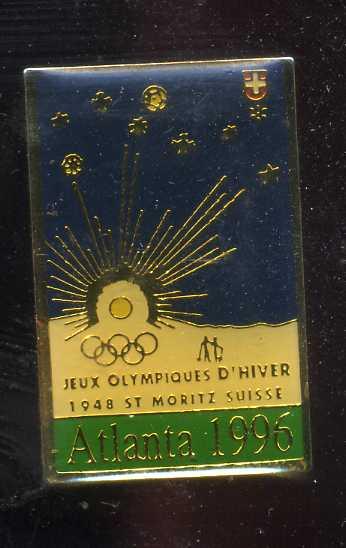 JEUX OLYMPIQUES D'HIVER
1948 ST MORITZ SUISSE
Atlanta 1996